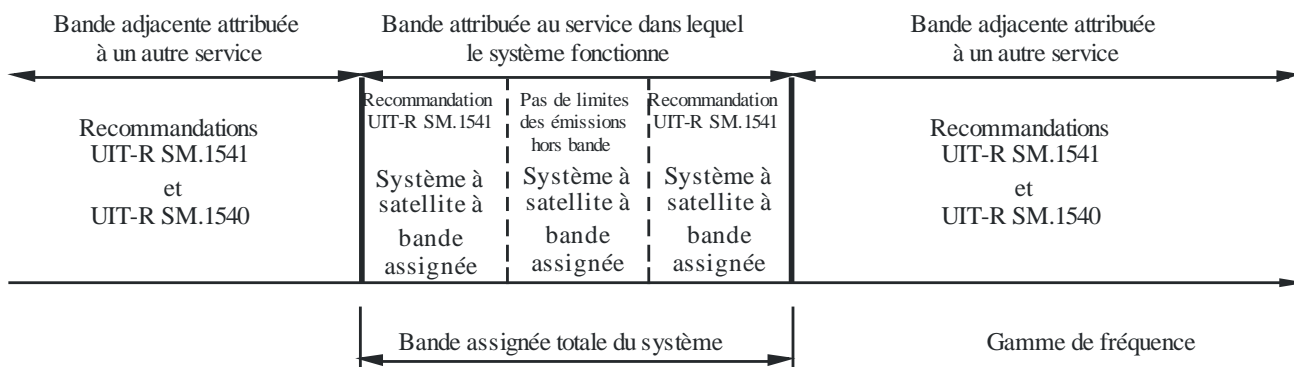 Bande adjacente attribuée
à un autre service
Bande attribuée au service dans lequel
le système fonctionne
Bande adjacente attribuée
à un autre service
Recommandations
UIT-R SM.1541
et
UIT-R SM.1540
Recommandation
UIT-R SM.1541
Système à
satellite à
bande
assignée
Pas de limites
des émissions
hors bande
Système à
satellite à
bande
assignée
Recommandation
UIT-R SM.1541
Système à
satellite à
bande
assignée
Recommandations
UIT-R SM.1541
et
UIT-R SM.1540
Bande assignée totale du système
Gamme de fréquence